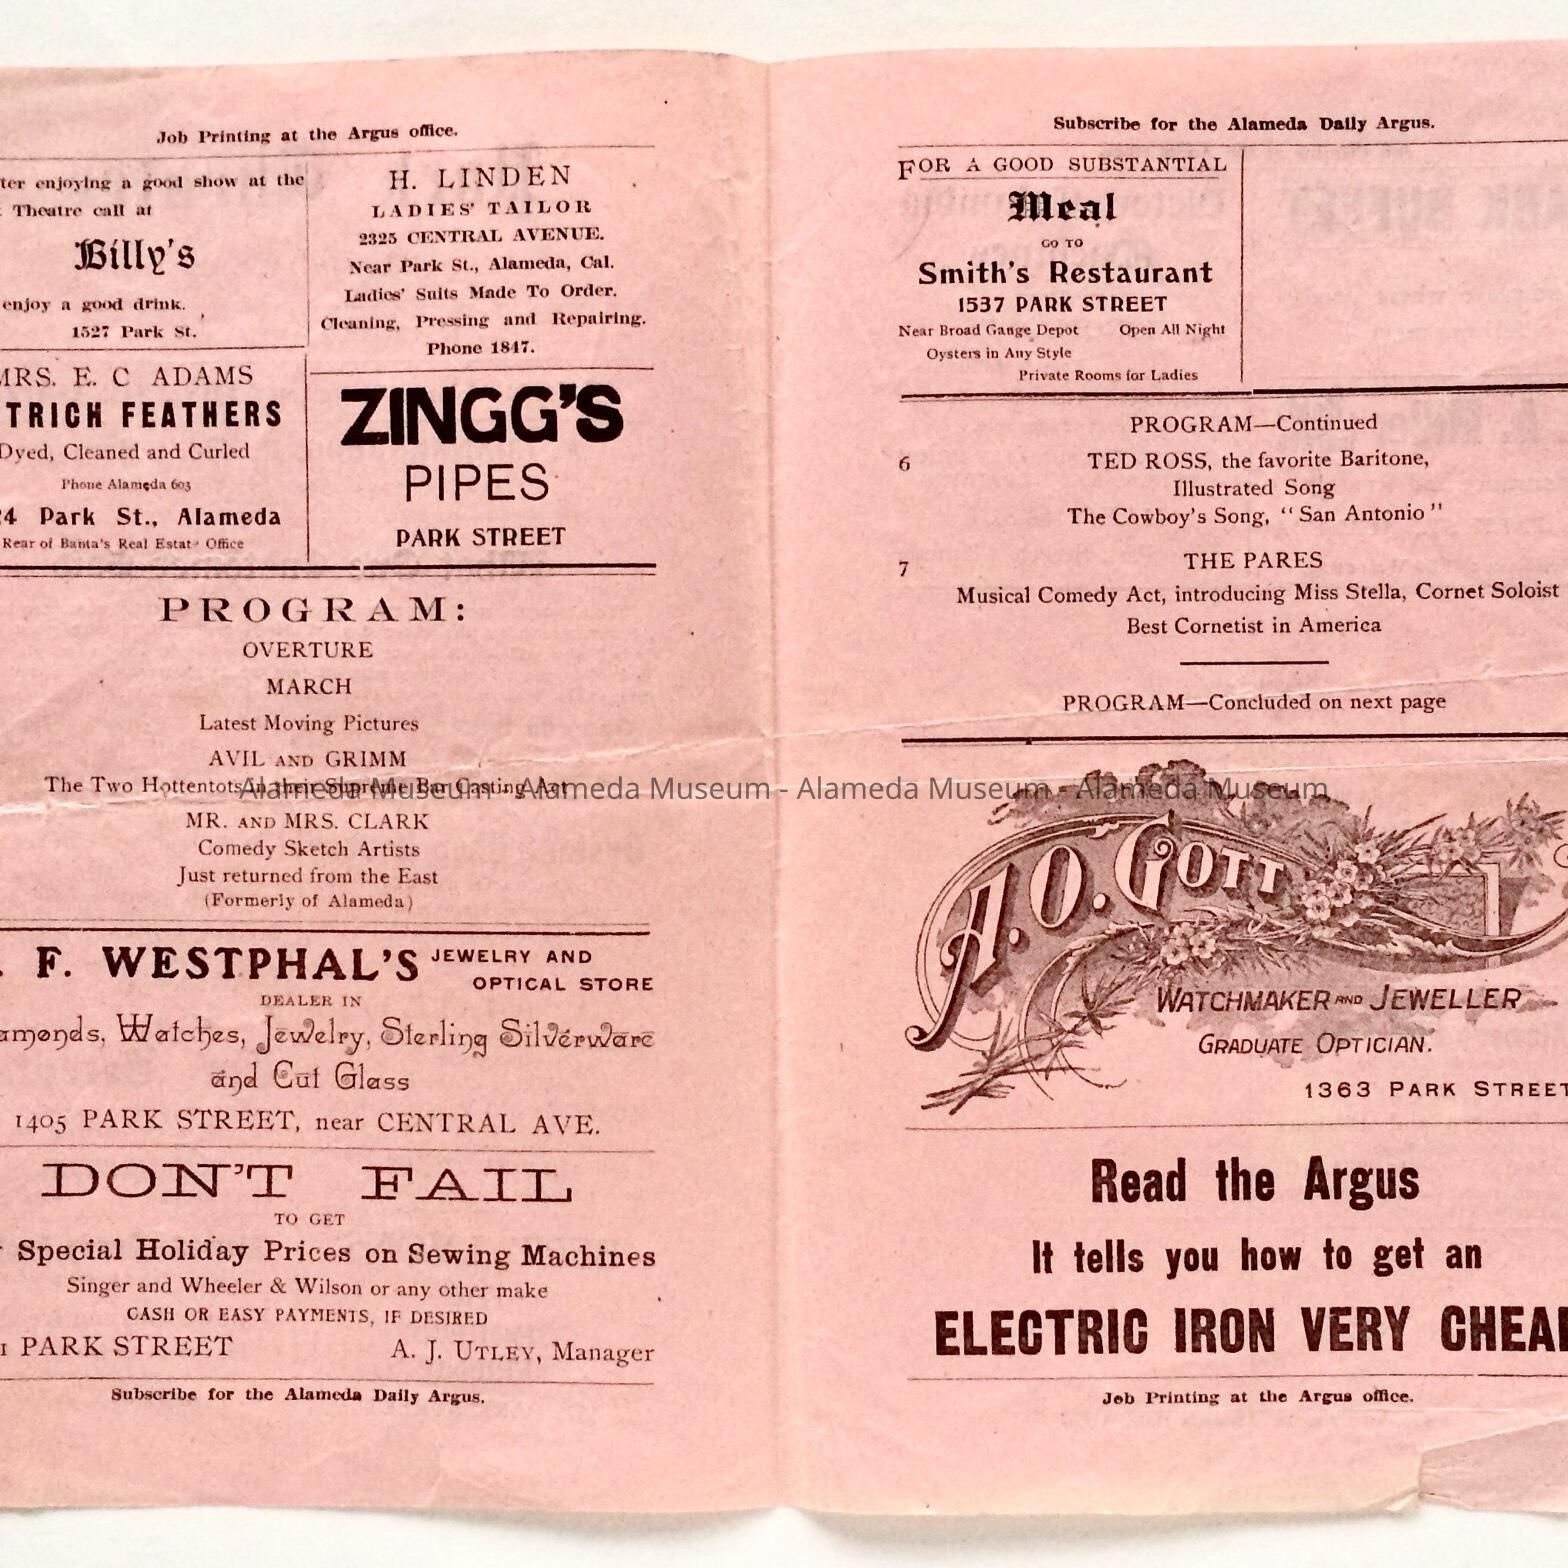 Job Printing at the Argus office.
enjoying a good show at the
Theatre call at
Billy's
enjoy a good drink.
1527 Park St.
H. LINDEN
LADIES' TAILOR
2325 CENTRAL AVENUE.
Near Park St., Alameda, Cal.
Ladies' Suits Made To Order.
Cleaning, Pressing and Repairing.
Phone 1847.
MRS. E. C ADAMS
TRICH FEATHERS
Dyed, Cleaned and Curled
Phone Alameda 603
24 Park St., Alameda
Rear of Banta's Real Estat Office
ZINGG'S
PIPES
PARK STREET
PROGRAM:
OVERTURE
MARCH
Latest Moving Pictures
AVIL AND GRIMM
The Two Hottentots in their Supreme Bar Casting Act
MR. AND MRS. CLARK
Comedy Sketch Artists
Just returned from the East
(Formerly of Alameda)
F. WESTPHAL'S JEWELRY AND
OPTICAL STORE
DEALER IN
amonds, Watches, Jewelry, Sterling Silverware
and Cut Glass
1405 PARK STREET, near CENTRAL AVE.
DON'T FAIL
TO GET
Special Holiday Prices on Sewing Machines
Singer and Wheeler & Wilson or any other make
CASH OR EASY PAYMENTS, IF DESIRED
1 PARK STREET A. J. UTLEY, Manager
Subscribe for the Alameda Daily Argus.
Subscribe for the Alameda Daily Argus.
FOR A GOOD SUBSTANTIAL
Meal
GO TO
Smith's Restaurant
1537 PARK STREET
Near Broad Gange Depot Open All Night
Oysters in Any Style
Private Rooms for Ladies
PROGRAM—Continued
6 TED ROSS, the favorite Baritone,
Illustrated Song
The Cowboy's Song, "San Antonio"
7 THE PARES
Musical Comedy Act, introducing Miss Stella, Cornet Soloist
Best Cornetist in America
PROGRAM—Concluded on next page
Alameda Museum - Alameda Museum - Alameda Museum - Alameda Museum
A. O. GOTT
WATCHMAKER AND JEWELLER
GRADUATE OPTICIAN.
1363 PARK STREET
Read the Argus
It tells you how to get an
ELECTRIC IRON VERY CHEAP
Job Printing at the Argus office.